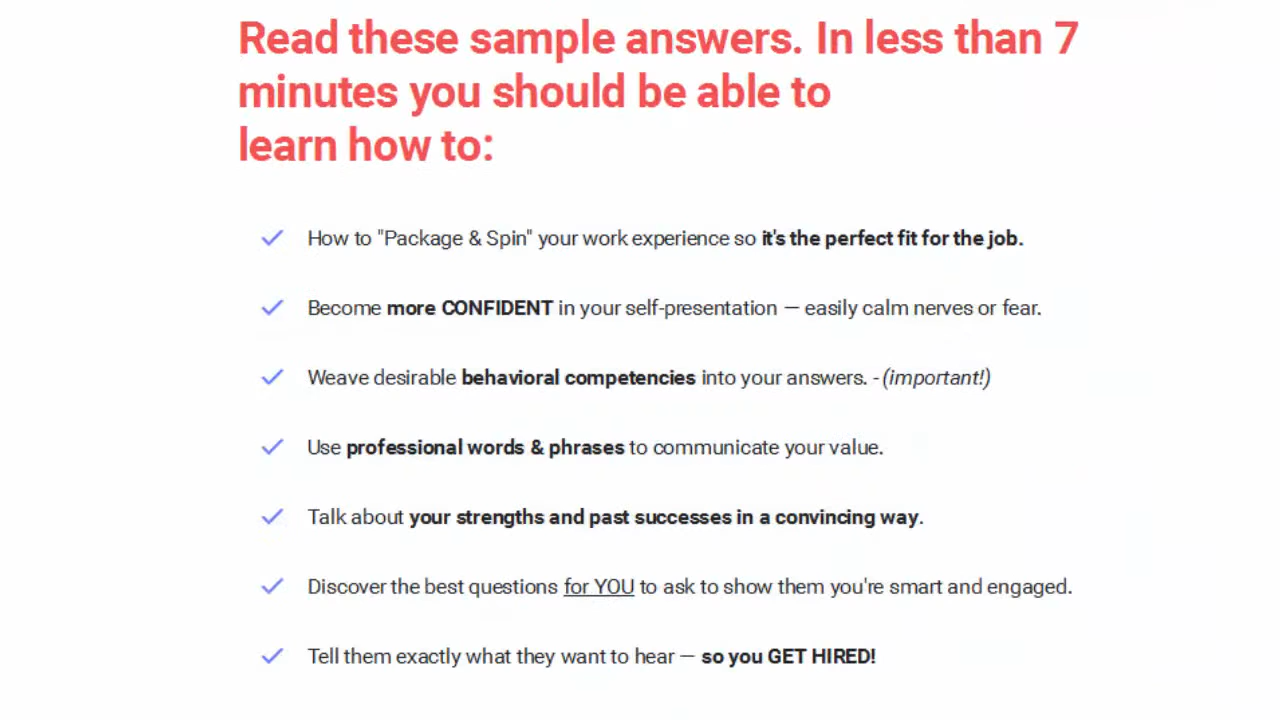 Read these sample answers. In less than 7
minutes you should be able to
learn how to:
How to "Package & Spin" your work experience so it's the perfect fit for the job.
Become more CONFIDENT in your self-presentation — easily calm nerves or fear.
Weave desirable behavioral competencies into your answers. - (important!)
Use professional words & phrases to communicate your value.
Talk about your strengths and past successes in a convincing way.
Discover the best questions for YOU to ask to show them you're smart and engaged.
Tell them exactly what they want to hear — so you GET HIRED!